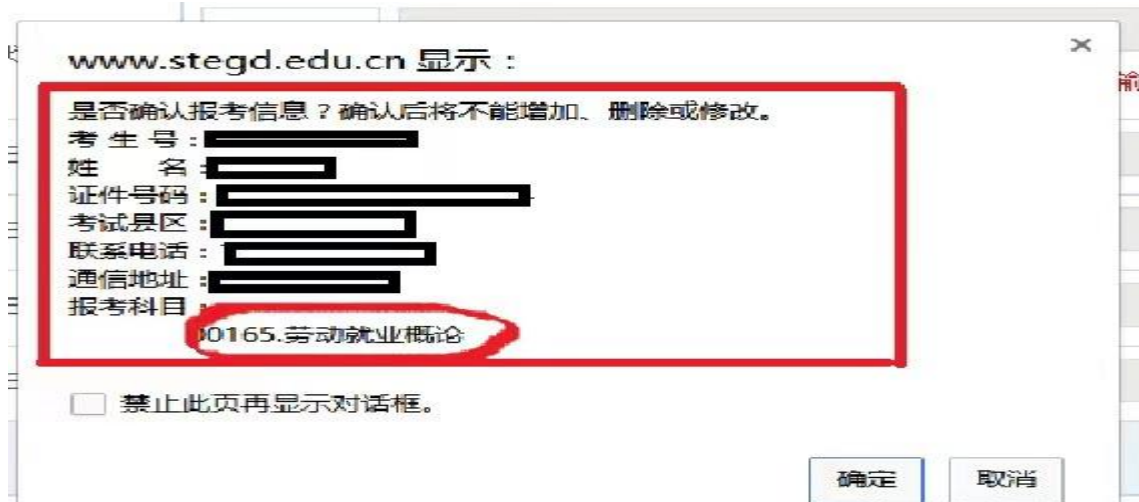 www.stegd.edu.cn 显示：
是否确认报考信息？确认后将不能增加、删除或修改。
考 生 号：
姓 名：
证件号码：
考试县区：
联系电话：
通信地址：
报考科目：
00165.劳动就业概论
禁止此页再显示对话框。
确定 取消